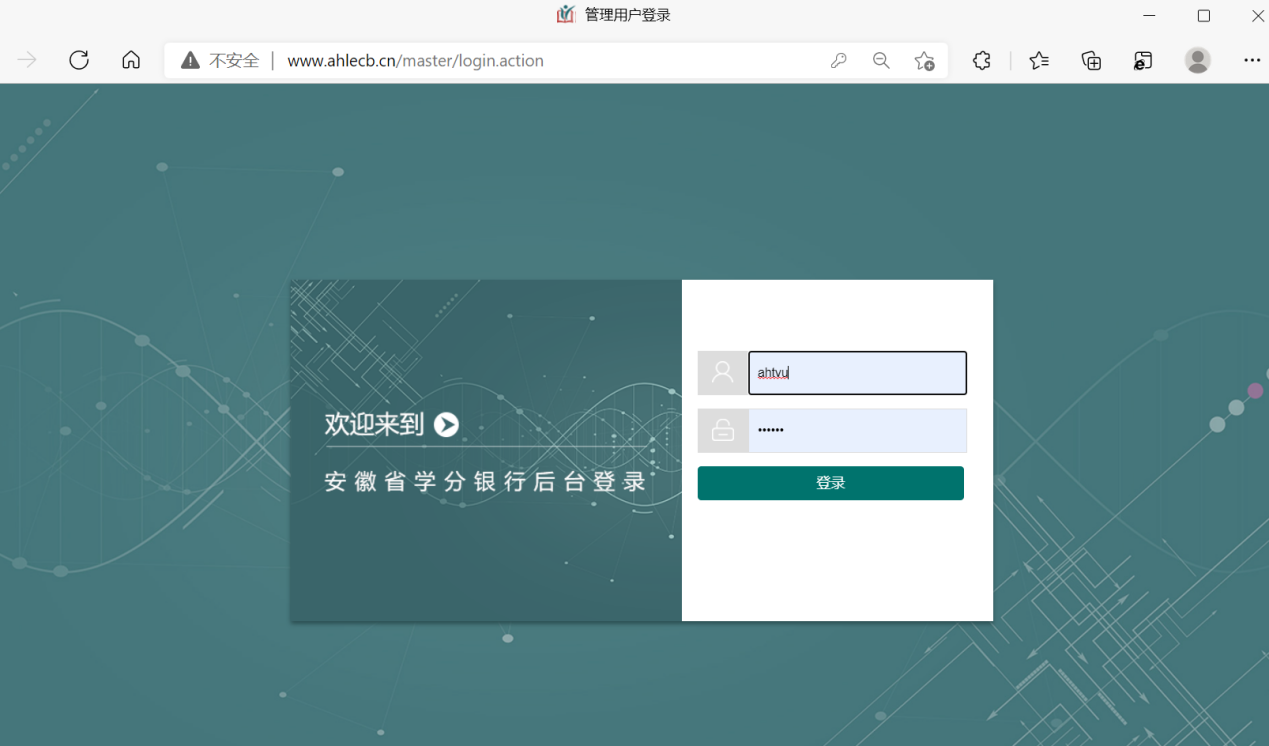 管理用户登录
不安全 | www.ahlecb.cn/master/login.action
ahtvu
••••••
欢迎来到
安徽省学分银行后台登录
登录